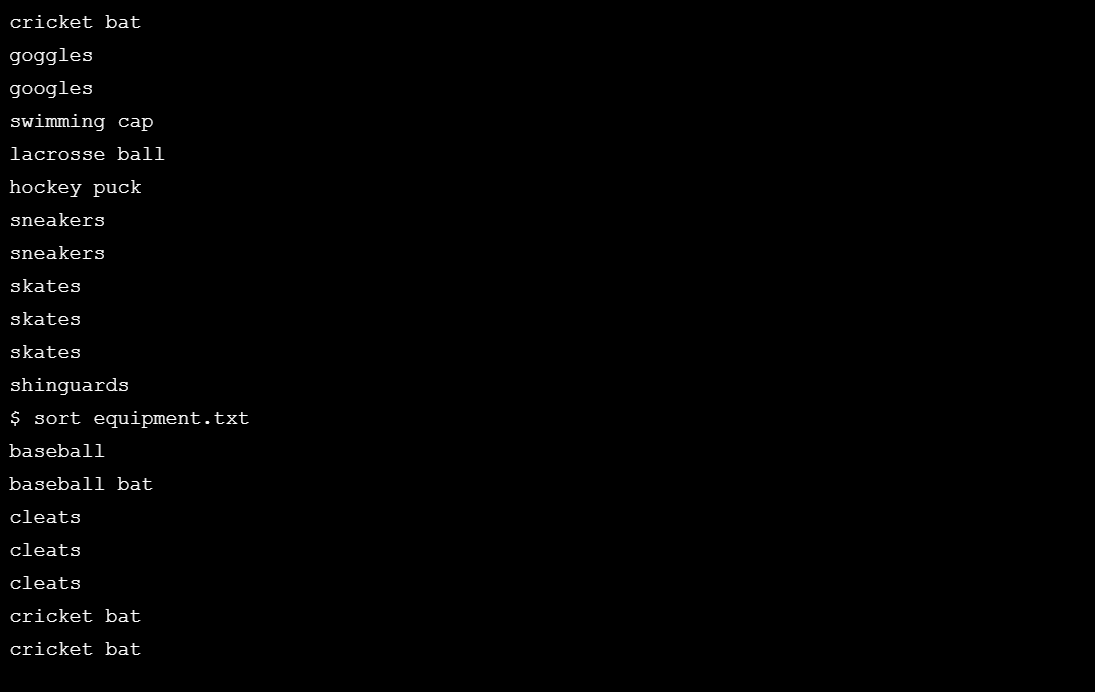 cricket bat
goggles
googles
swimming cap
lacrosse ball
hockey puck
sneakers
sneakers
skates
skates
skates
shinguards
$ sort equipment.txt
baseball
baseball bat
cleats
cleats
cleats
cricket bat
cricket bat